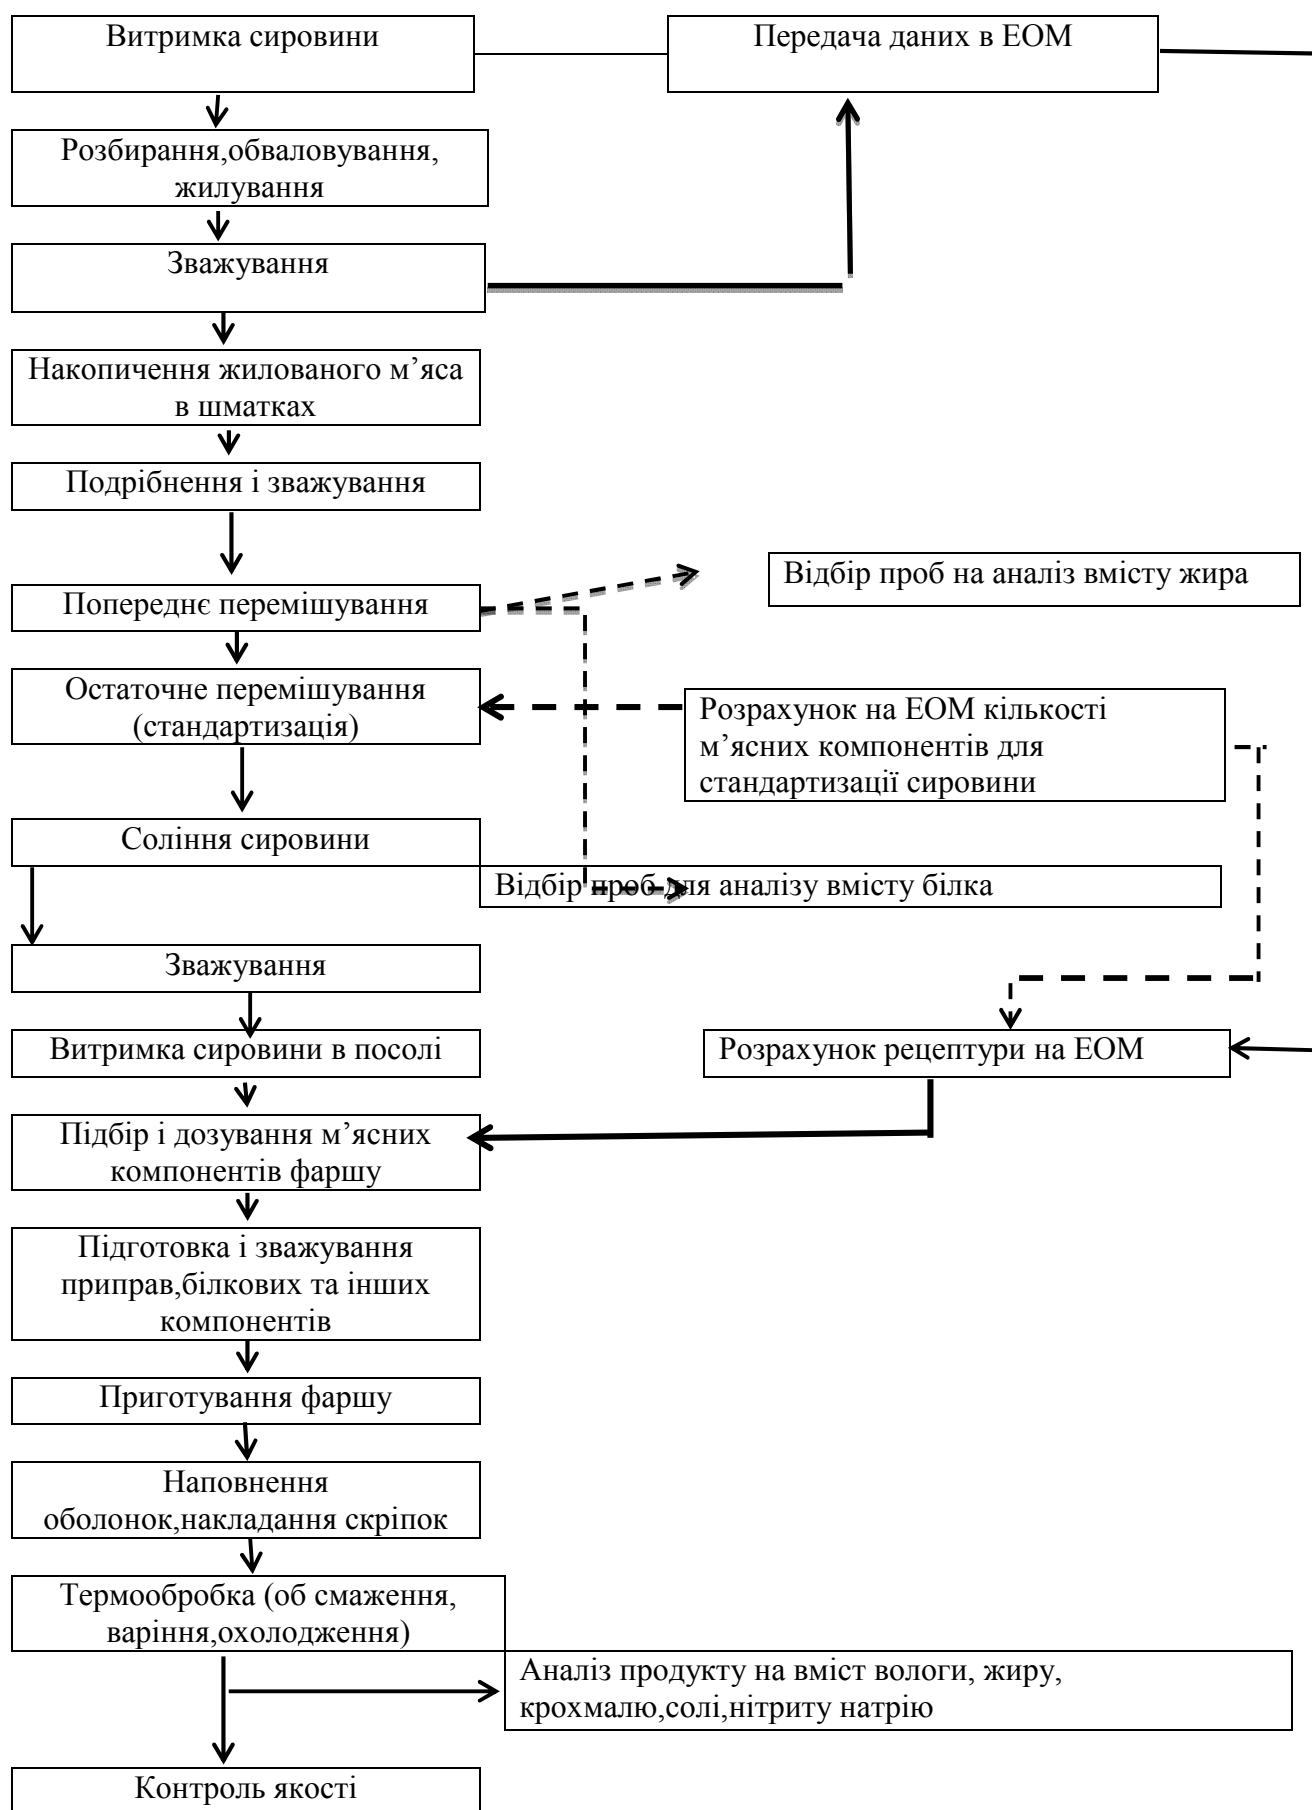 Витримка сировини
Передача даних в ЕОМ
Розбирання,обваловування,
жилування
Зважування
Накопичення жилованого м’яса
в шматках
Подрібнення і зважування
Відбір проб на аналіз вмісту жира
Попереднє перемішування
Остаточне перемішування
(стандартизація)
Розрахунок на ЕОМ кількості
м’ясних компонентів для
стандартизації сировини
Соління сировини
Відбір проб для аналізу вмісту білка
Зважування
Витримка сировини в посолі
Розрахунок рецептури на ЕОМ
Підбір і дозування м’ясних
компонентів фаршу
Підготовка і зважування
приправ,білкових та інших
компонентів
Приготування фаршу
Наповнення
оболонок,накладання скріпок
Термообробка (об смаження,
варіння,охолодження)
Аналіз продукту на вміст вологи, жиру,
крохмалю,солі,нітриту натрію
Контроль якості